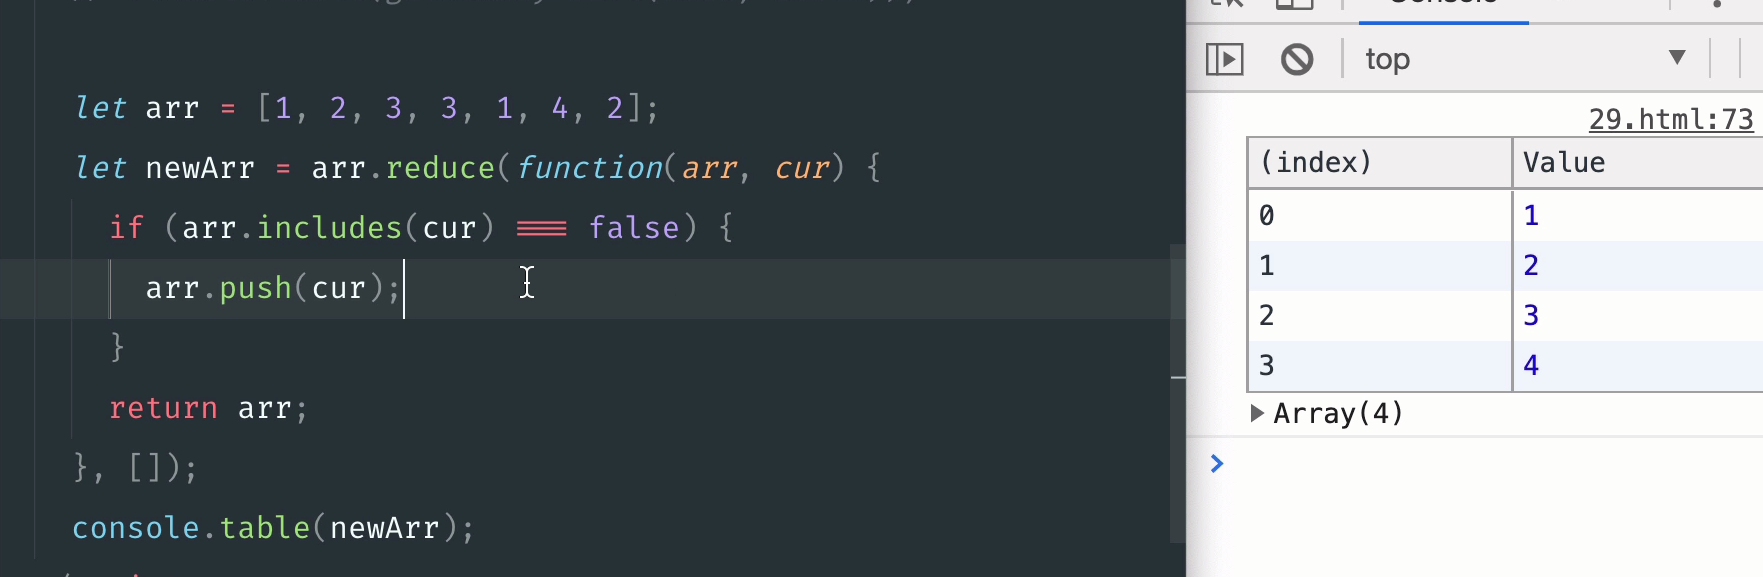 let arr = [1, 2, 3, 3, 1, 4, 2];
let newArr = arr.reduce(function(arr, cur) {
if (arr.includes(cur) === false) {
arr.push(cur);
}
return arr;
}, []);
console.table(newArr);
Console
top
29.html:73
(index) Value
0 1
1 2
2 3
3 4
Array(4)